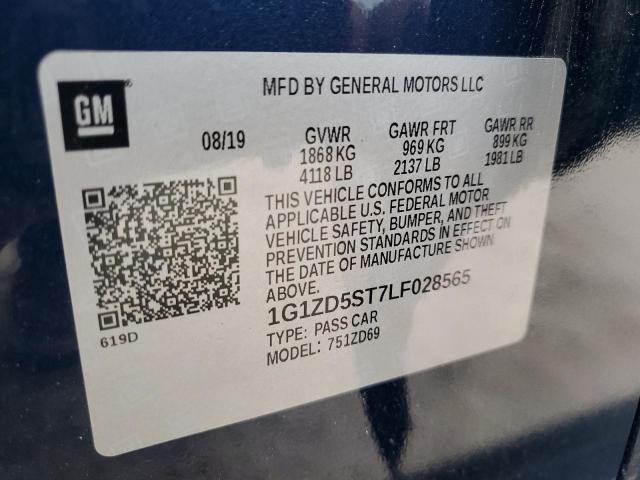 GM
MFD BY GENERAL MOTORS LLC
08/19
GVWR
1868 KG
4118 LB
GAWR FRT
969 KG
2137 LB
GAWR RR
899 KG
1981 LB
THIS VEHICLE CONFORMS TO ALL
APPLICABLE U.S. FEDERAL MOTOR
VEHICLE SAFETY, BUMPER, AND THEFT
PREVENTION STANDARDS IN EFFECT ON
THE DATE OF MANUFACTURE SHOWN
ABOVE.
1G1ZD5ST7LF028565
TYPE: PASS CAR
MODEL: 751ZD69
619D